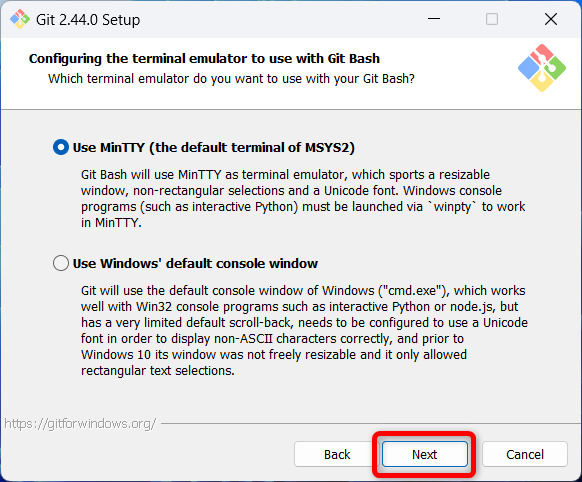 Git 2.44.0 Setup
Configuring the terminal emulator to use with Git Bash
Which terminal emulator do you want to use with your Git Bash?
Use MinTTY (the default terminal of MSYS2)
Git Bash will use MinTTY as terminal emulator, which sports a resizable
window, non-rectangular selections and a Unicode font. Windows console
programs (such as interactive Python) must be launched via `winpty` to work
in MinTTY.
Use Windows' default console window
Git will use the default console window of Windows ("cmd.exe"), which works
well with Win32 console programs such as interactive Python or node.js, but
has a very limited default scroll-back, needs to be configured to use a Unicode
font in order to display non-ASCII characters correctly, and prior to
Windows 10 its window was not freely resizable and it only allowed
rectangular text selections.
https://gitforwindows.org/
Back Next Cancel